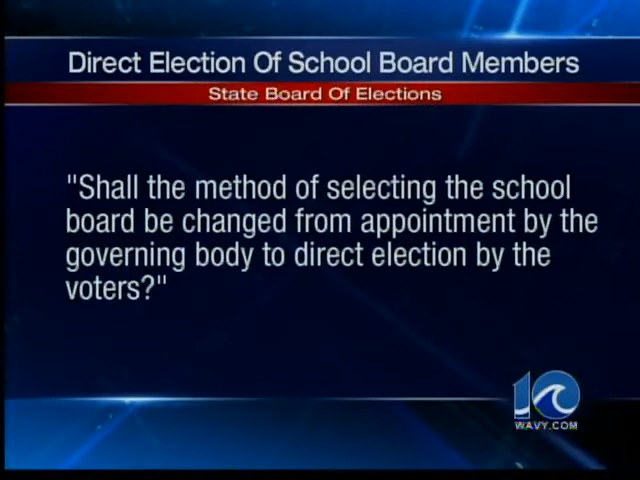 Direct Election Of School Board Members
State Board Of Elections
"Shall the method of selecting the school
board be changed from appointment by the
governing body to direct election by the
voters?"
10
WAVY.COM